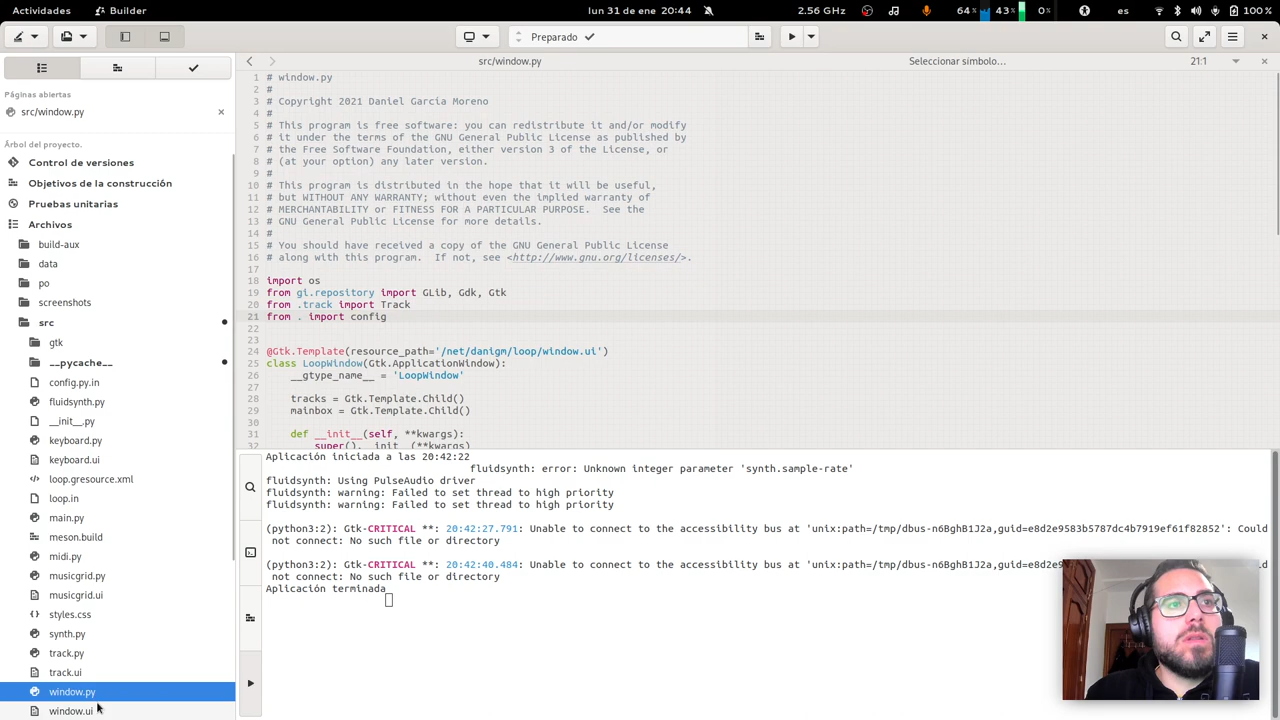 Actividades
Builder
lun 31 de ene 20:44
2.56 GHz
64 %
43 %
0%
es
100 %
Preparado
src/window.py
Seleccionar símbolo…
21:1
Páginas abiertas
src/window.py
Árbol del proyecto.
Control de versiones
Objetivos de la construcción
Pruebas unitarias
Archivos
build-aux
data
po
screenshots
src
gtk
__pycache__
config.py.in
fluidsynth.py
__init__.py
keyboard.py
keyboard.ui
loop.gresource.xml
loop.in
main.py
meson.build
midi.py
musicgrid.py
musicgrid.ui
styles.css
synth.py
track.py
track.ui
window.py
window.ui
1 # window.py
2 #
3 # Copyright 2021 Daniel García Moreno
4 #
5 # This program is free software: you can redistribute it and/or modify
6 # it under the terms of the GNU General Public License as published by
7 # the Free Software Foundation, either version 3 of the License, or
8 # (at your option) any later version.
9 #
10 # This program is distributed in the hope that it will be useful,
11 # but WITHOUT ANY WARRANTY; without even the implied warranty of
12 # MERCHANTABILITY or FITNESS FOR A PARTICULAR PURPOSE.  See the
13 # GNU General Public License for more details.
14 #
15 # You should have received a copy of the GNU General Public License
16 # along with this program.  If not, see <http://www.gnu.org/licenses/>.
17
18 import os
19 from gi.repository import GLib, Gdk, Gtk
20 from .track import Track
21 from . import config
22
23
24 @Gtk.Template(resource_path='/net/danigm/loop/window.ui')
25 class LoopWindow(Gtk.ApplicationWindow):
26     __gtype_name__ = 'LoopWindow'
27
28     tracks = Gtk.Template.Child()
29     mainbox = Gtk.Template.Child()
30
31     def __init__(self, **kwargs):
32         super().__init__(**kwargs)
Aplicación iniciada a las 20:42:22
fluidsynth: error: Unknown integer parameter 'synth.sample-rate'
fluidsynth: Using PulseAudio driver
fluidsynth: warning: Failed to set thread to high priority
fluidsynth: warning: Failed to set thread to high priority
(python3:2): Gtk-CRITICAL **: 20:42:27.791: Unable to connect to the accessibility bus at 'unix:path=/tmp/dbus-n6BghB1J2a,guid=e8d2e9583b5787dc4b7919ef61f82852': Could
not connect: No such file or directory
(python3:2): Gtk-CRITICAL **: 20:42:40.484: Unable to connect to the accessibility bus at 'unix:path=/tmp/dbus-n6BghB1J2a,guid=e8d2e9
not connect: No such file or directory
Aplicación terminada